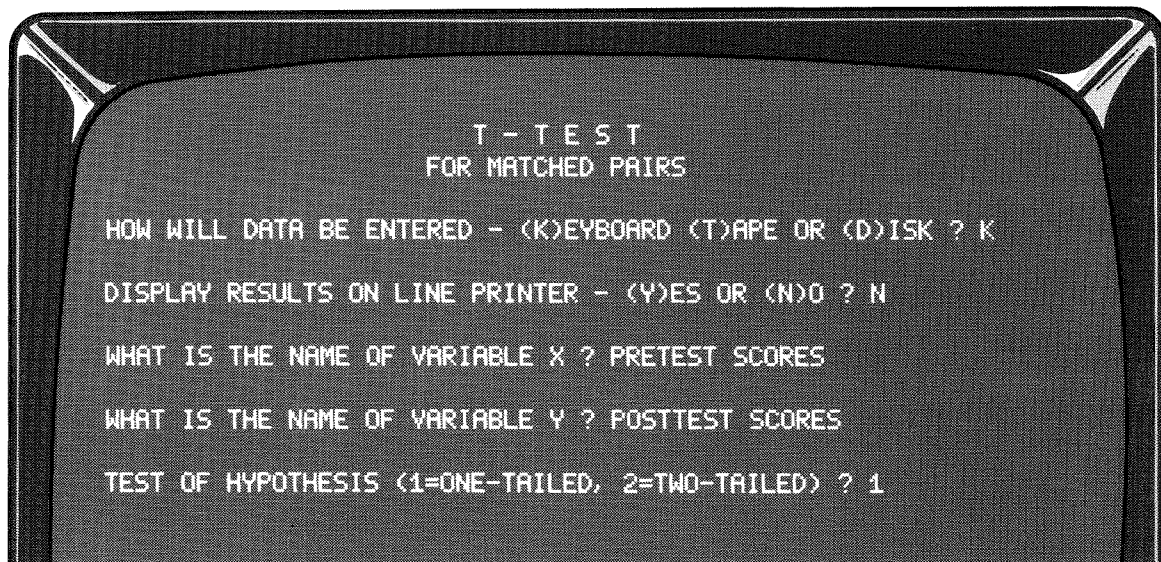 T - T E S T
FOR MATCHED PAIRS
HOW WILL DATA BE ENTERED - (K)EYBOARD (T)APE OR (D)ISK ? K
DISPLAY RESULTS ON LINE PRINTER - (Y)ES OR (N)O ? N
WHAT IS THE NAME OF VARIABLE X ? PRETEST SCORES
WHAT IS THE NAME OF VARIABLE Y ? POSTTEST SCORES
TEST OF HYPOTHESIS (1=ONE-TAILED, 2=TWO-TAILED) ? 1